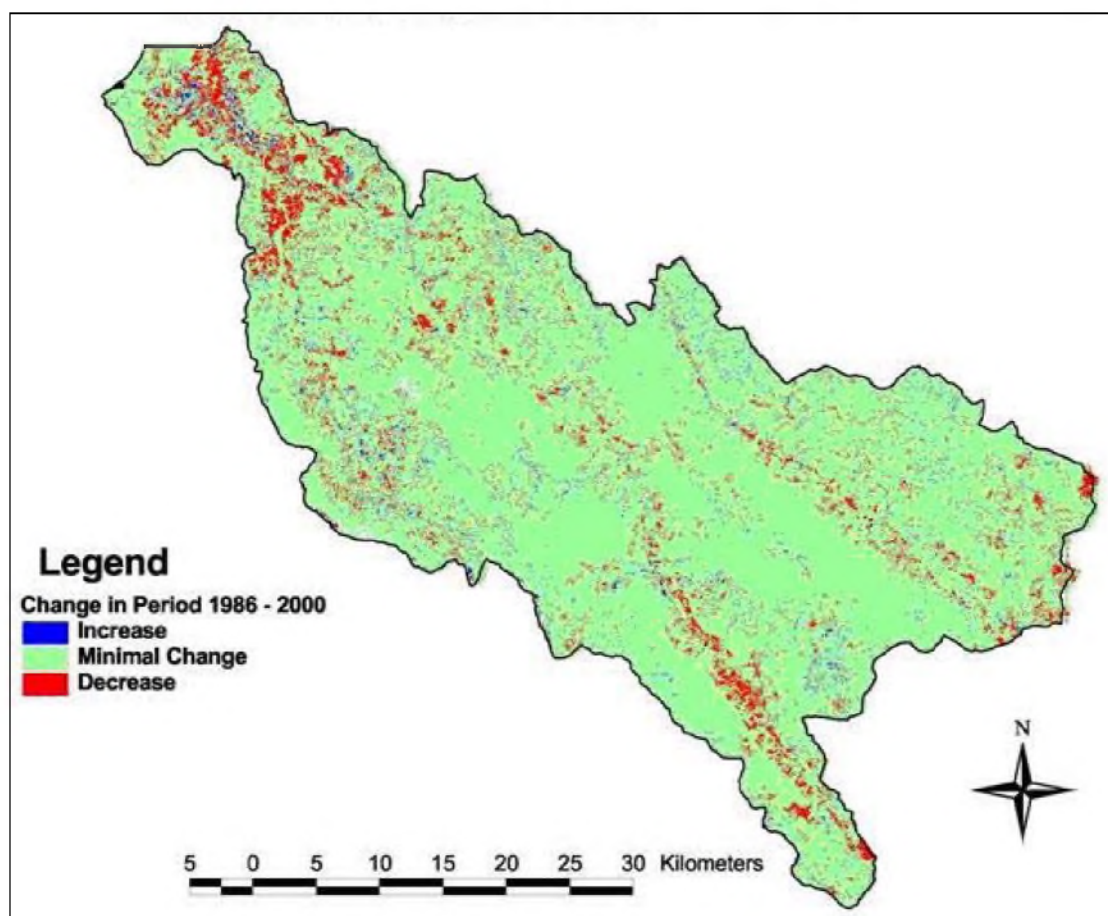 Legend
Change in Period 1986 - 2000
Increase
Minimal Change
Decrease
N
5 0 5 10 15 20 25 30 Kilometers